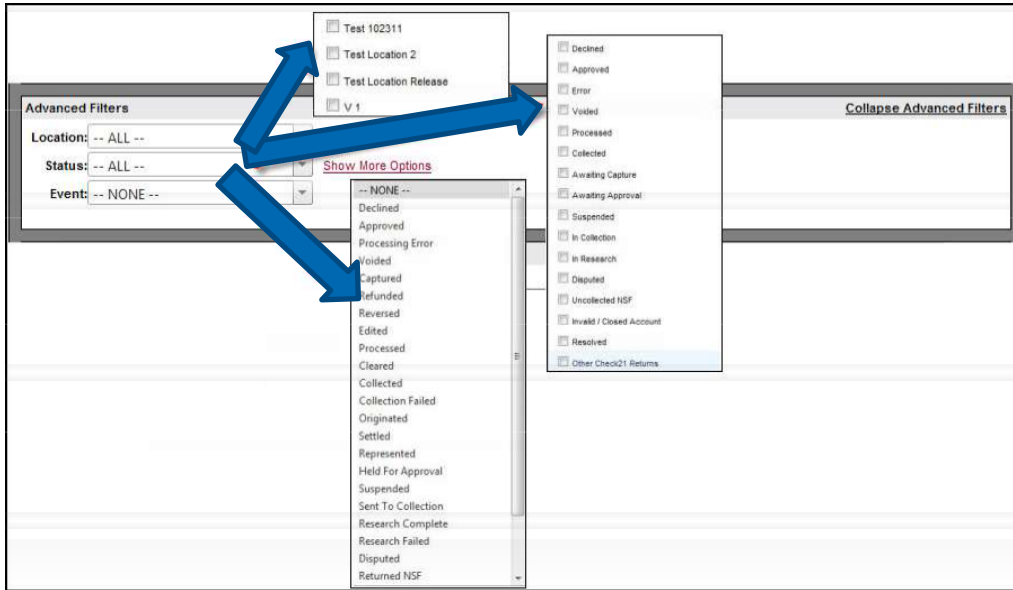 Test 102311
Test Location 2
Test Location Release
V 1
Advanced Filters
Collapse Advanced Filters
Location: -- ALL --
Status: -- ALL --
Show More Options
Event: -- NONE --
-- NONE --
Declined
Approved
Processing Error
Voided
Captured
Refunded
Reversed
Edited
Processed
Cleared
Collected
Collection Failed
Originated
Settled
Represented
Held For Approval
Suspended
Sent To Collection
Research Complete
Research Failed
Disputed
Returned NSF
Declined
Approved
Error
Voided
Processed
Collected
Awaiting Capture
Awaiting Approval
Suspended
In Collection
In Research
Disputed
Uncollected NSF
Invalid / Closed Account
Resolved
Other Check21 Returns